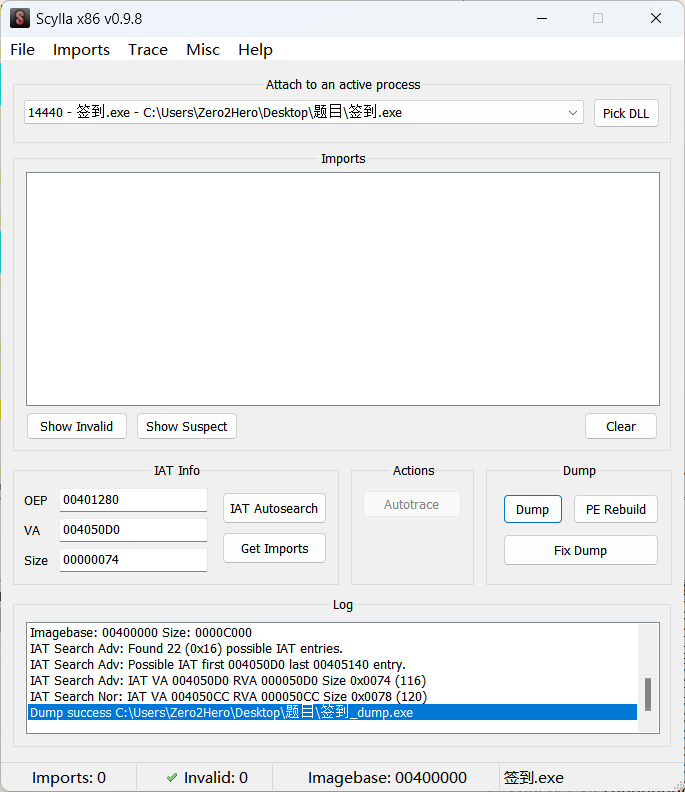 Scylla x86 v0.9.8
File Imports Trace Misc Help
Attach to an active process
14440 - 签到.exe - C:\Users\Zero2Hero\Desktop\题目\签到.exe
Pick DLL
Imports
Show Invalid
Show Suspect
Clear
IAT Info
OEP 00401280
VA 004050D0
Size 00000074
IAT Autosearch
Get Imports
Actions
Autotrace
Dump
Dump
PE Rebuild
Fix Dump
Log
Imagebase: 00400000 Size: 0000C000
IAT Search Adv: Found 22 (0x16) possible IAT entries.
IAT Search Adv: Possible IAT first 004050D0 last 00405140 entry.
IAT Search Adv: IAT VA 004050D0 RVA 000050D0 Size 0x0074 (116)
IAT Search Nor: IAT VA 004050CC RVA 000050CC Size 0x0078 (120)
Dump success C:\Users\Zero2Hero\Desktop\题目\签到_dump.exe
Imports: 0
Invalid: 0
Imagebase: 00400000
签到.exe